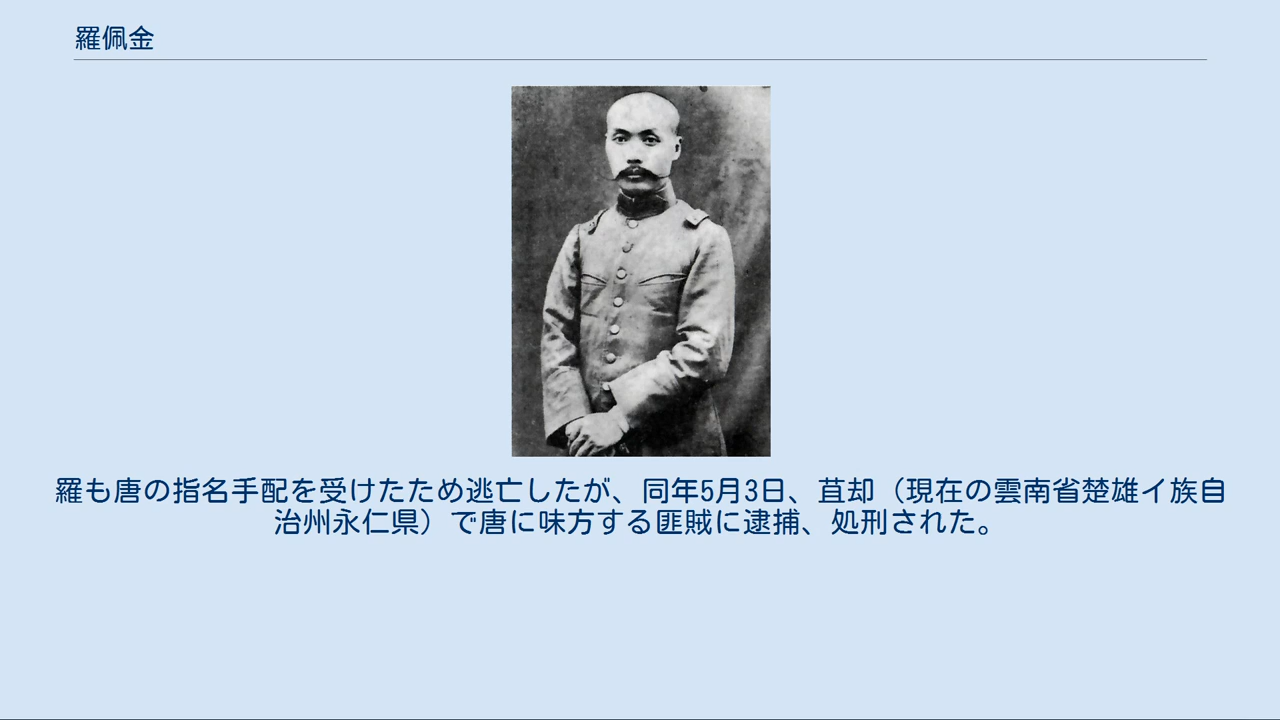 羅佩金
羅も唐の指名手配を受けたため逃亡したが、同年5月3日、苴却（現在の雲南省楚雄イ族自
治州永仁県）で唐に味方する匪賊に逮捕、処刑された。